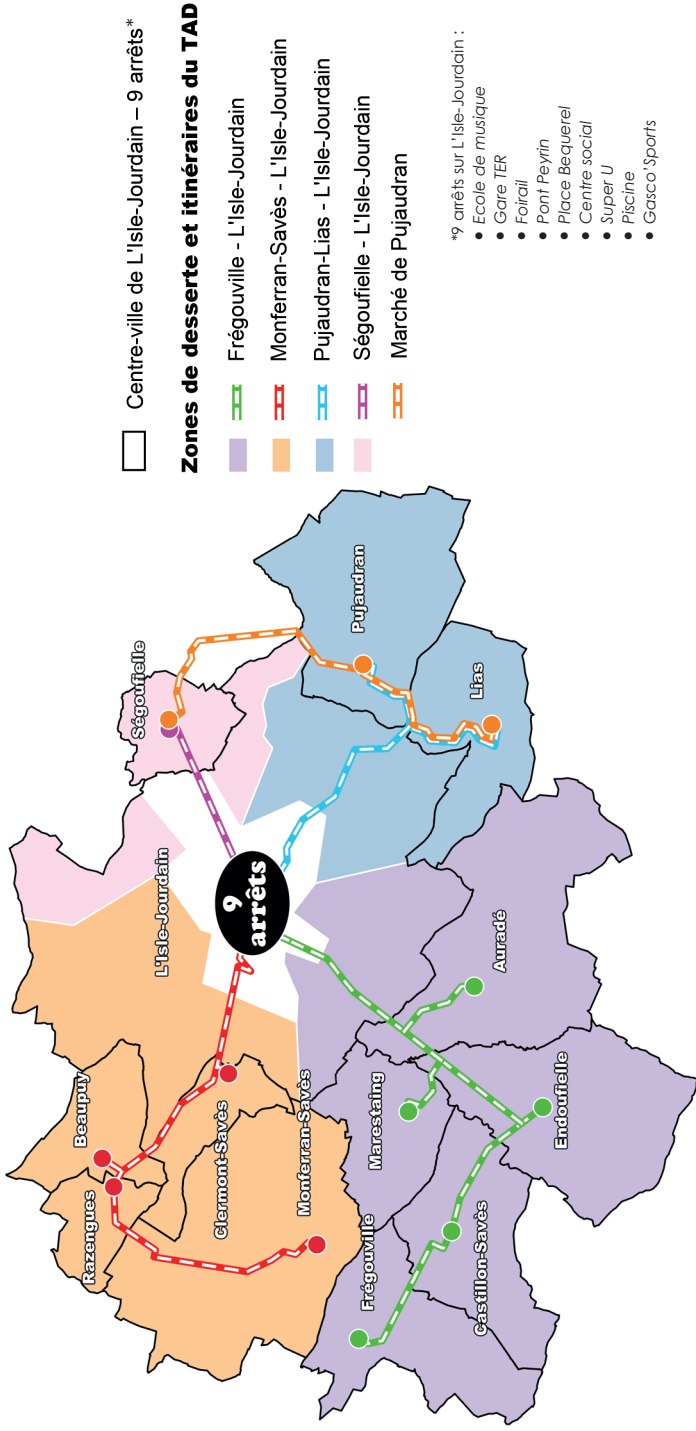 Centre-ville de L'Isle-Jourdain – 9 arrêts*
Zones de desserte et itinéraires du TAD
Frégouville - L'Isle-Jourdain
Monferran-Savès - L'Isle-Jourdain
Pujaudran-Lias - L'Isle-Jourdain
Ségoufielle - L'Isle-Jourdain
Marché de Pujaudran
*9 arrêts sur L'Isle-Jourdain :
• Ecole de musique
• Gare TER
• Foirail
• Pont Peyrin
• Place Bequerel
• Centre social
• Super U
• Piscine
• Gasco'Sports
Ségoufielle
Pujaudran
Lias
L'Isle-Jourdain
9
arrêts
Auradé
Beaupuy
Razengues
Clermont-Savès
Monferran-Savès
Marestaing
Endoufielle
Frégouville
Castillon-Savès